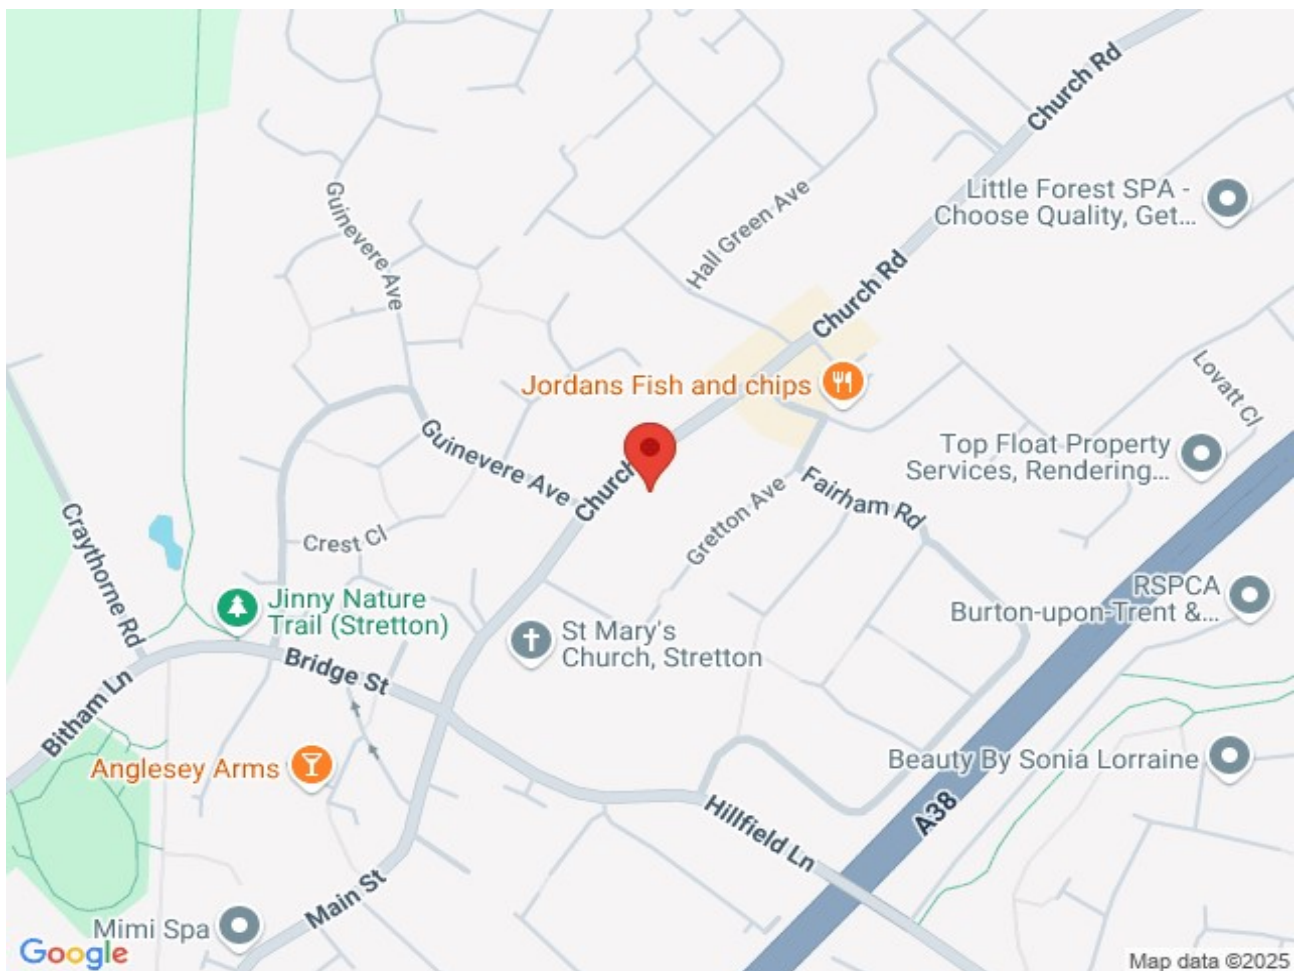 Church Rd
Little Forest SPA -
Choose Quality, Get...
Guinevere Ave
Hall Green Ave
Church Rd
Jordans Fish and chips
Lovatt Cl
Guinevere Ave
Church
Top Float Property
Services, Rendering...
Fairham Rd
Gretton Ave
Craythorne Rd
Crest Cl
RSPCA
Burton-upon-Trent &...
Jinny Nature
Trail (Stretton)
St Mary's
Church, Stretton
Bridge St
Bitham Ln
Anglesey Arms
Beauty By Sonia Lorraine
A38
Hillfield Ln
Main St
Mimi Spa
Google
Map data ©2025